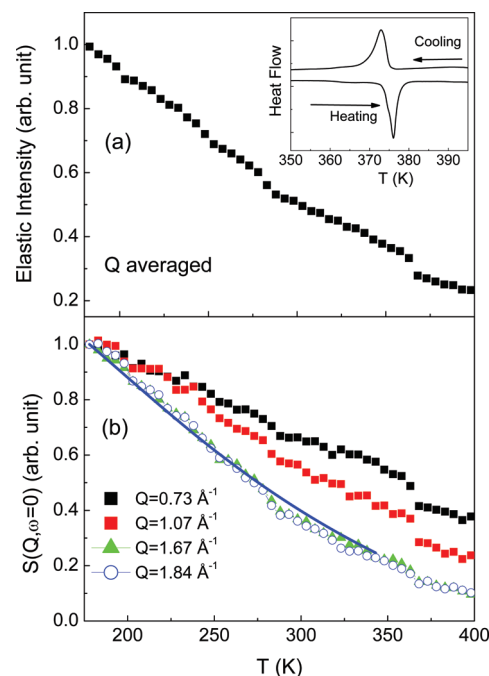 1.0
0.8
0.6
0.4
0.2
Elastic Intensity (arb. unit)
(a)
Q averaged
Heat Flow
Cooling
Heating
350 360 370 380 390
T (K)
1.0
0.8
0.6
0.4
0.2
0.0
S(Q,ω=0) (arb. unit)
(b)
Q=0.73 Å⁻¹
Q=1.07 Å⁻¹
Q=1.67 Å⁻¹
Q=1.84 Å⁻¹
200 250 300 350 400
T (K)